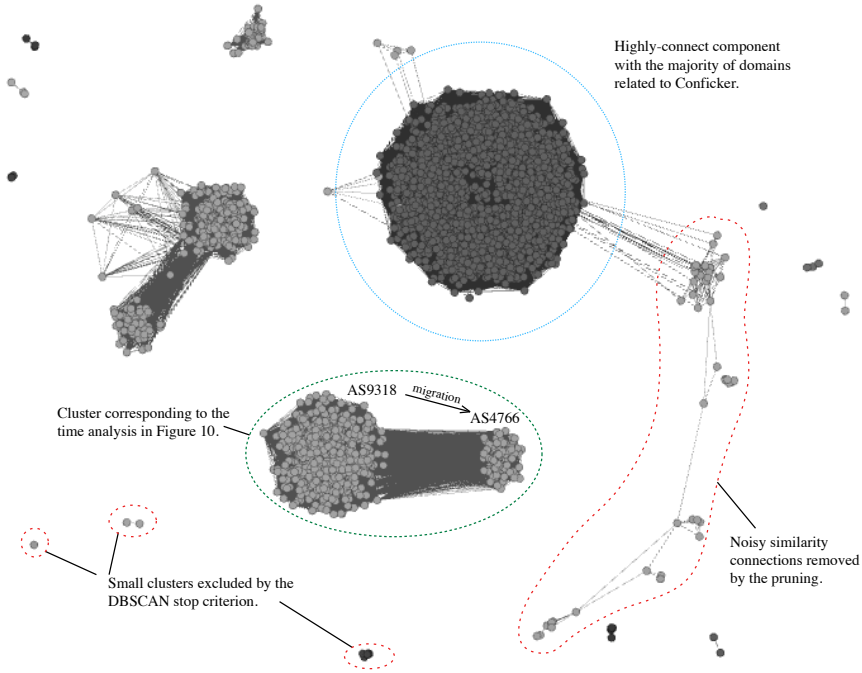 Highly-connect component
with the majority of domains
related to Conficker.
AS9318
migration
AS4766
Cluster corresponding to the
time analysis in Figure 10.
Noisy similarity
connections removed
by the pruning.
Small clusters excluded by the
DBSCAN stop criterion.